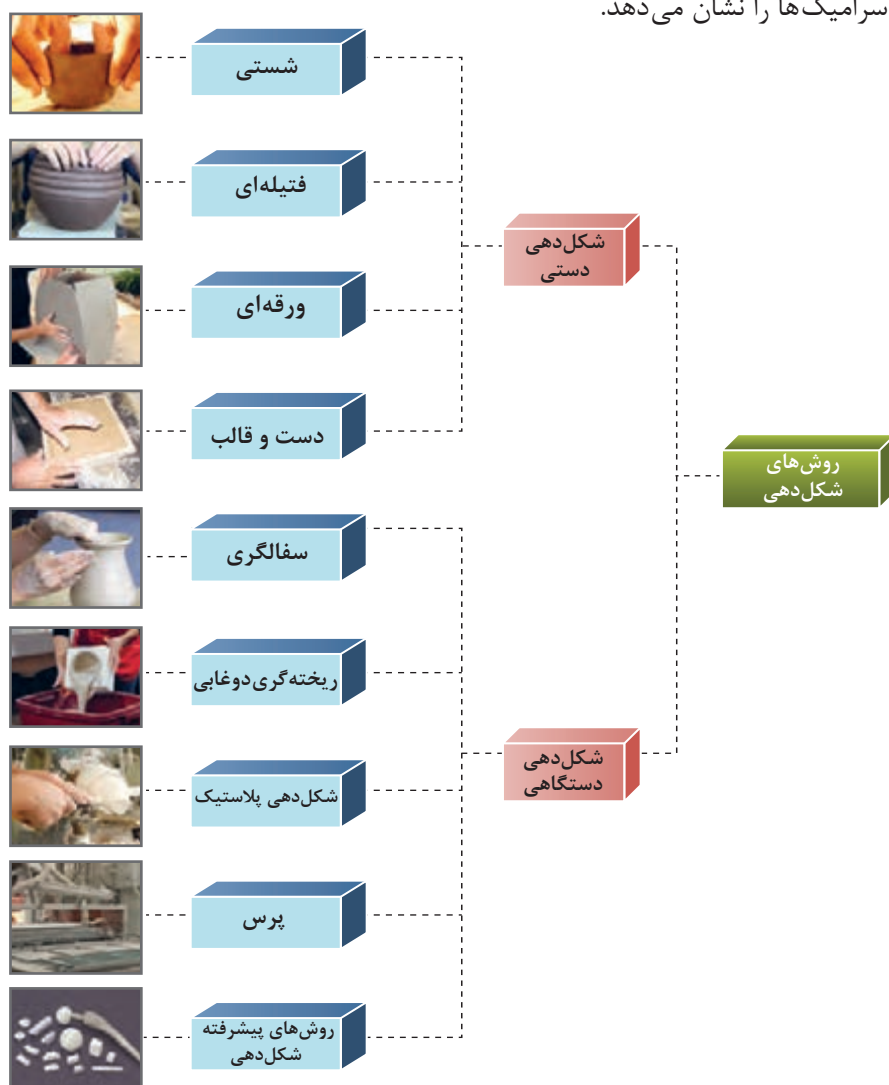 سرامیک‌ها را نشان می‌دهد.
روش‌های
شکل‌دهی
شکل‌دهی
دستی
شستی
فتیله‌ای
ورقه‌ای
دست و قالب
شکل‌دهی
دستگاهی
سفالگری
ریخته‌گری دوغابی
شکل‌دهی پلاستیک
پرس
روش‌های پیشرفته
شکل‌دهی